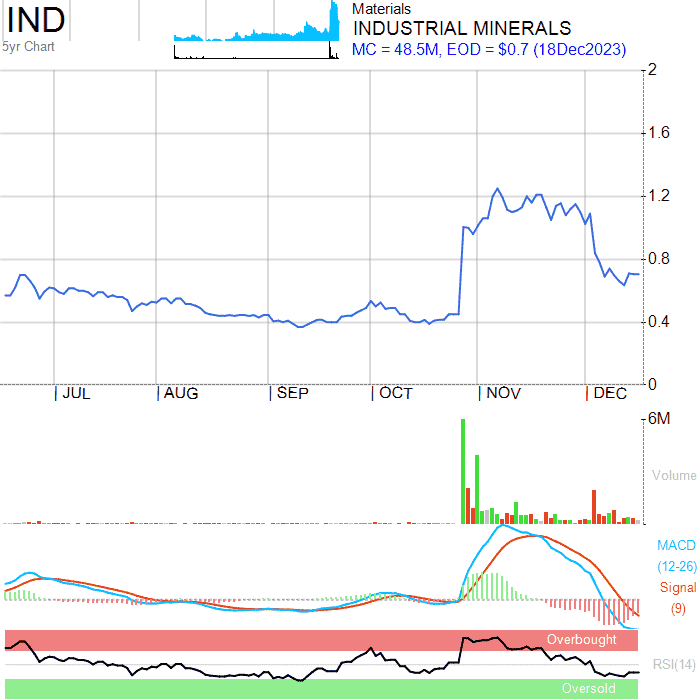 IND
5yr Chart
Materials
INDUSTRIAL MINERALS
MC = 48.5M, EOD = $0.7 (18Dec2023)
2
1.6
1.2
0.8
0.4
0
JUL AUG SEP OCT NOV DEC
6M
Volume
MACD
(12-26)
Signal
(9)
Overbought
RSI(14)
Oversold